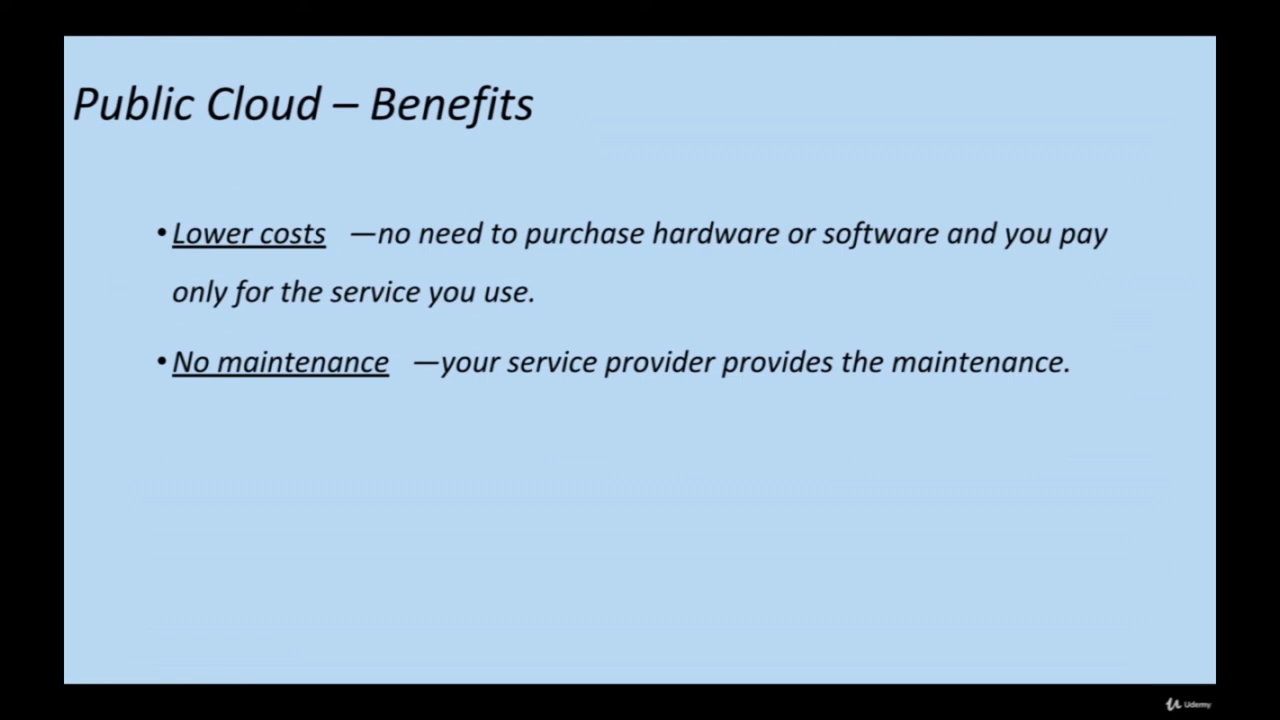 Public Cloud – Benefits
•Lower costs —no need to purchase hardware or software and you pay
only for the service you use.
•No maintenance —your service provider provides the maintenance.
Udemy